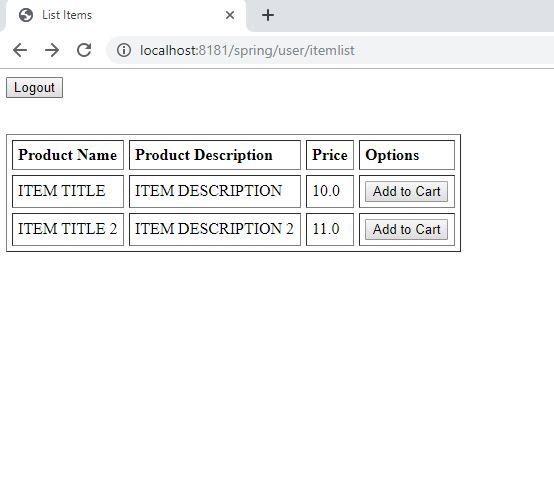 List Items
localhost:8181/spring/user/itemlist
Logout
Product Name Product Description Price Options
ITEM TITLE ITEM DESCRIPTION 10.0 Add to Cart
ITEM TITLE 2 ITEM DESCRIPTION 2 11.0 Add to Cart